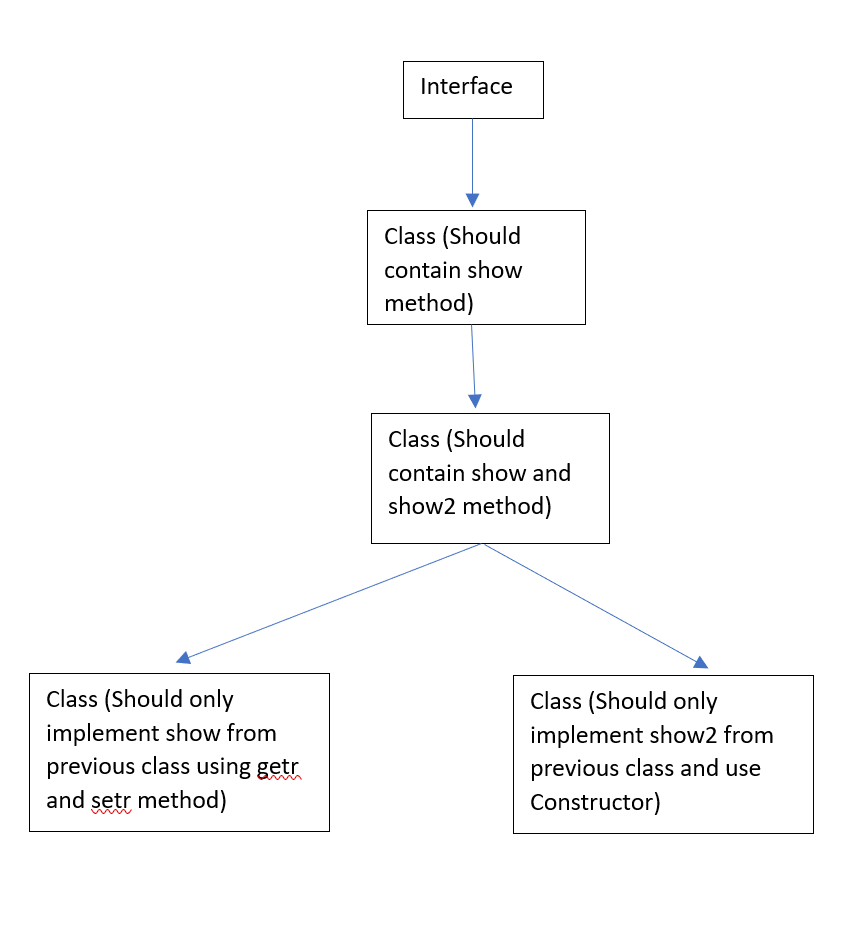 Interface
Class (Should
contain show
method)
Class (Should
contain show and
show2 method)
Class (Should only
implement show from
previous class using getr
and setr method)
Class (Should only
implement show2 from
previous class and use
Constructor)